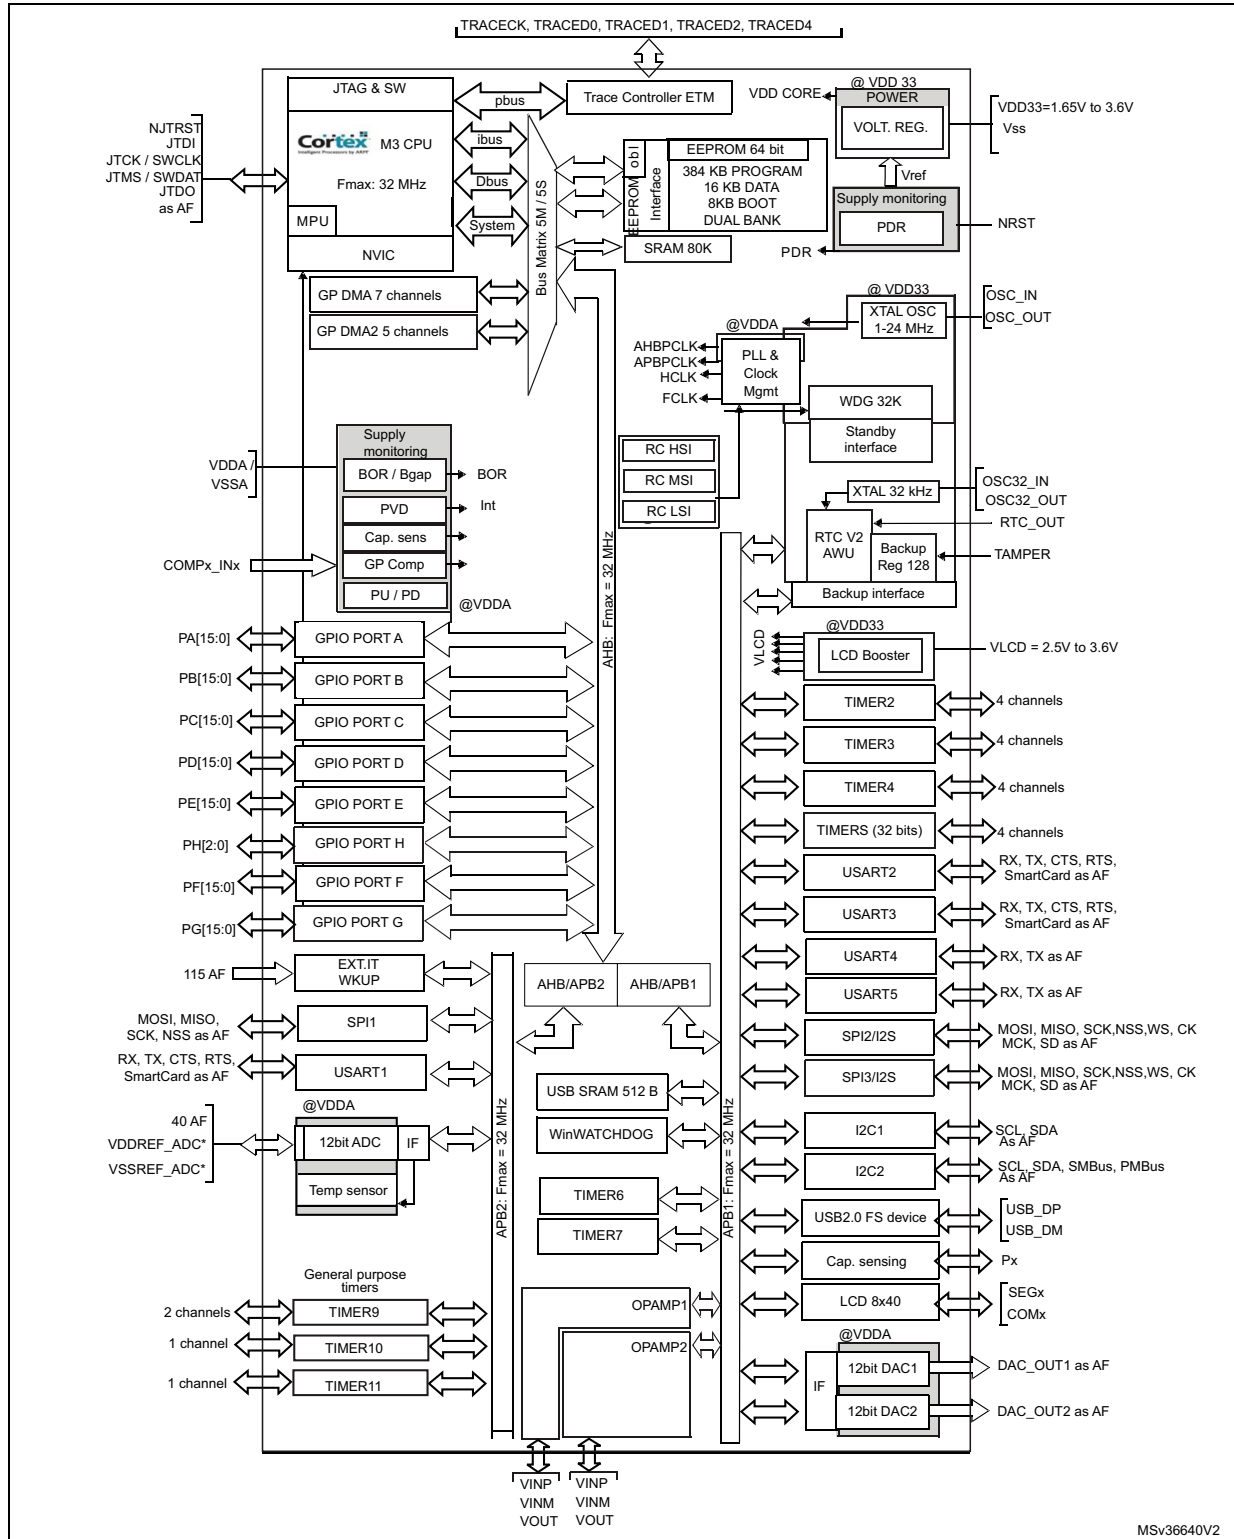 TRACECK, TRACED0, TRACED1, TRACED2, TRACED4
JTAG & SW
pbus
Trace Controller ETM
VDD CORE
@ VDD 33
POWER
VOLT. REG.
VDD33=1.65V to 3.6V
Vss
NJTRST
JTDI
JTCK / SWCLK
JTMS / SWDAT
JTDO
as AF
Cortex
Intelligent Processors by ARM
M3 CPU
Fmax: 32 MHz
MPU
NVIC
ibus
Dbus
System
Bus Matrix 5M / 5S
EEPROM obl
Interface
EEPROM 64 bit
384 KB PROGRAM
16 KB DATA
8KB BOOT
DUAL BANK
SRAM 80K
Vref
Supply monitoring
PDR
NRST
PDR
GP DMA 7 channels
GP DMA2 5 channels
@ VDD33
XTAL OSC
1-24 MHz
OSC_IN
OSC_OUT
@VDDA
AHBPCLK
APBPCLK
HCLK
FCLK
PLL &
Clock
Mgmt
WDG 32K
Standby
interface
RC HSI
RC MSI
RC LSI
Supply
monitoring
VDDA /
VSSA
BOR / Bgap
BOR
PVD
Int
Cap. sens
GP Comp
PU / PD
COMPx_INx
@VDDA
XTAL 32 kHz
OSC32_IN
OSC32_OUT
RTC V2
AWU
RTC_OUT
Backup
Reg 128
TAMPER
Backup interface
AHB: Fmax = 32 MHz
PA[15:0]
GPIO PORT A
PB[15:0]
GPIO PORT B
PC[15:0]
GPIO PORT C
PD[15:0]
GPIO PORT D
PE[15:0]
GPIO PORT E
PH[2:0]
GPIO PORT H
PF[15:0]
GPIO PORT F
PG[15:0]
GPIO PORT G
@VDD33
VLCD
LCD Booster
VLCD = 2.5V to 3.6V
TIMER2
4 channels
TIMER3
4 channels
TIMER4
4 channels
TIMERS (32 bits)
4 channels
USART2
RX, TX, CTS, RTS,
SmartCard as AF
USART3
RX, TX, CTS, RTS,
SmartCard as AF
USART4
RX, TX as AF
USART5
RX, TX as AF
SPI2/I2S
MOSI, MISO, SCK,NSS,WS, CK
MCK, SD as AF
SPI3/I2S
MOSI, MISO, SCK,NSS,WS, CK
MCK, SD as AF
I2C1
SCL, SDA
As AF
I2C2
SCL, SDA, SMBus, PMBus
As AF
USB2.0 FS device
USB_DP
USB_DM
Cap. sensing
Px
LCD 8x40
SEGx
COMx
@VDDA
IF
12bit DAC1
DAC_OUT1 as AF
12bit DAC2
DAC_OUT2 as AF
115 AF
EXT.IT
WKUP
MOSI, MISO,
SCK, NSS as AF
SPI1
RX, TX, CTS, RTS,
SmartCard as AF
USART1
@VDDA
40 AF
VDDREF_ADC*
VSSREF_ADC*
12bit ADC
IF
Temp sensor
General purpose
timers
2 channels
TIMER9
1 channel
TIMER10
1 channel
TIMER11
APB2: Fmax = 32 MHz
AHB/APB2
AHB/APB1
USB SRAM 512 B
WinWATCHDOG
TIMER6
TIMER7
APB1: Fmax = 32 MHz
OPAMP1
OPAMP2
VINP
VINM
VOUT
VINP
VINM
VOUT
MSv36640V2